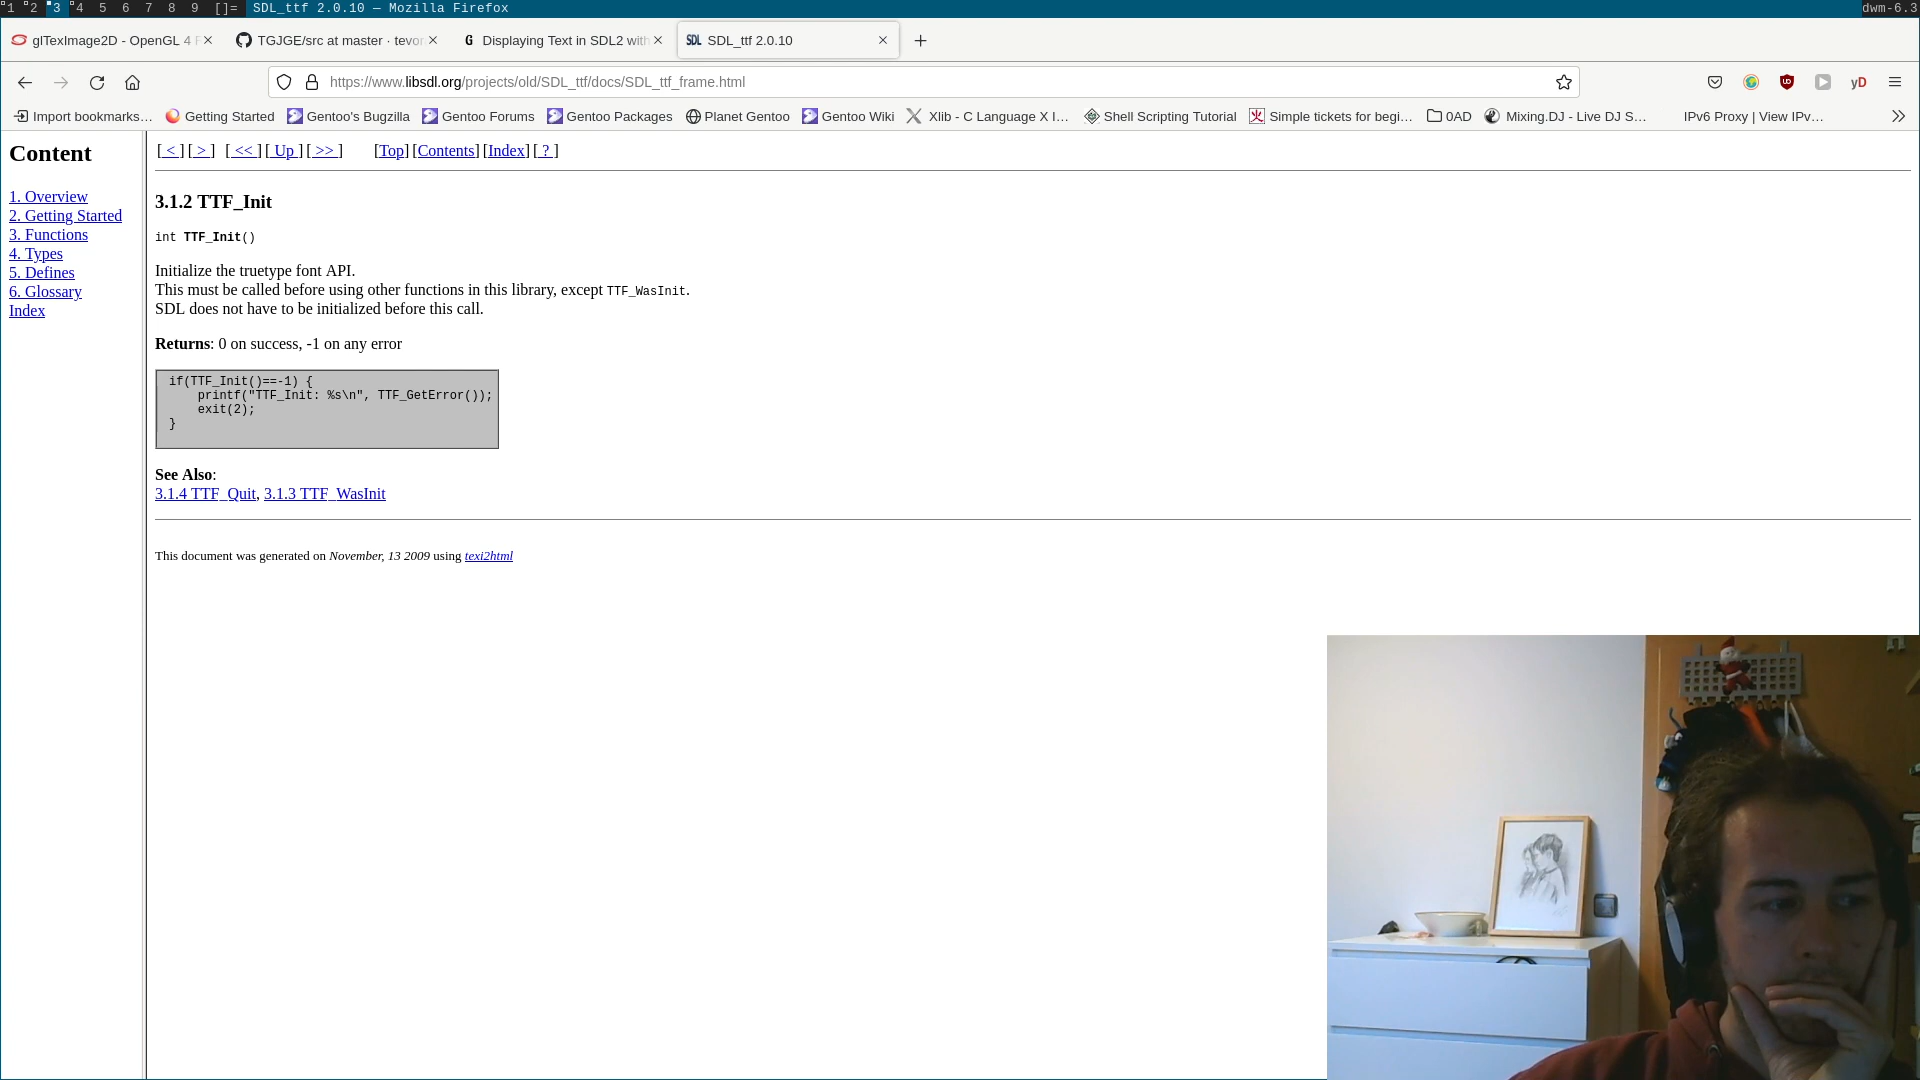 1 2 3 4 5 6 7 8 9 []= SDL_ttf 2.0.10 — Mozilla Firefox dwm-6.3
glTexImage2D - OpenGL 4 TGJGE/src at master · tevor Displaying Text in SDL2 with SDL_ttf 2.0.10
https://www.libsdl.org/projects/old/SDL_ttf/docs/SDL_ttf_frame.html yD
Import bookmarks… Getting Started Gentoo's Bugzilla Gentoo Forums Gentoo Packages Planet Gentoo Gentoo Wiki Xlib - C Language X I… Shell Scripting Tutorial Simple tickets for begi… 0AD Mixing.DJ - Live DJ S… IPv6 Proxy | View IPv…
Content
1. Overview
2. Getting Started
3. Functions
4. Types
5. Defines
6. Glossary
Index
[ < ] [ > ] [ << ] [ Up ] [ >> ] [Top] [Contents] [Index] [ ? ]
3.1.2 TTF_Init
int TTF_Init()
Initialize the truetype font API.
This must be called before using other functions in this library, except TTF_WasInit.
SDL does not have to be initialized before this call.
Returns: 0 on success, -1 on any error
if(TTF_Init()==-1) {
    printf("TTF_Init: %s\n", TTF_GetError());
    exit(2);
}
See Also:
3.1.4 TTF_Quit, 3.1.3 TTF_WasInit
This document was generated on November, 13 2009 using texi2html